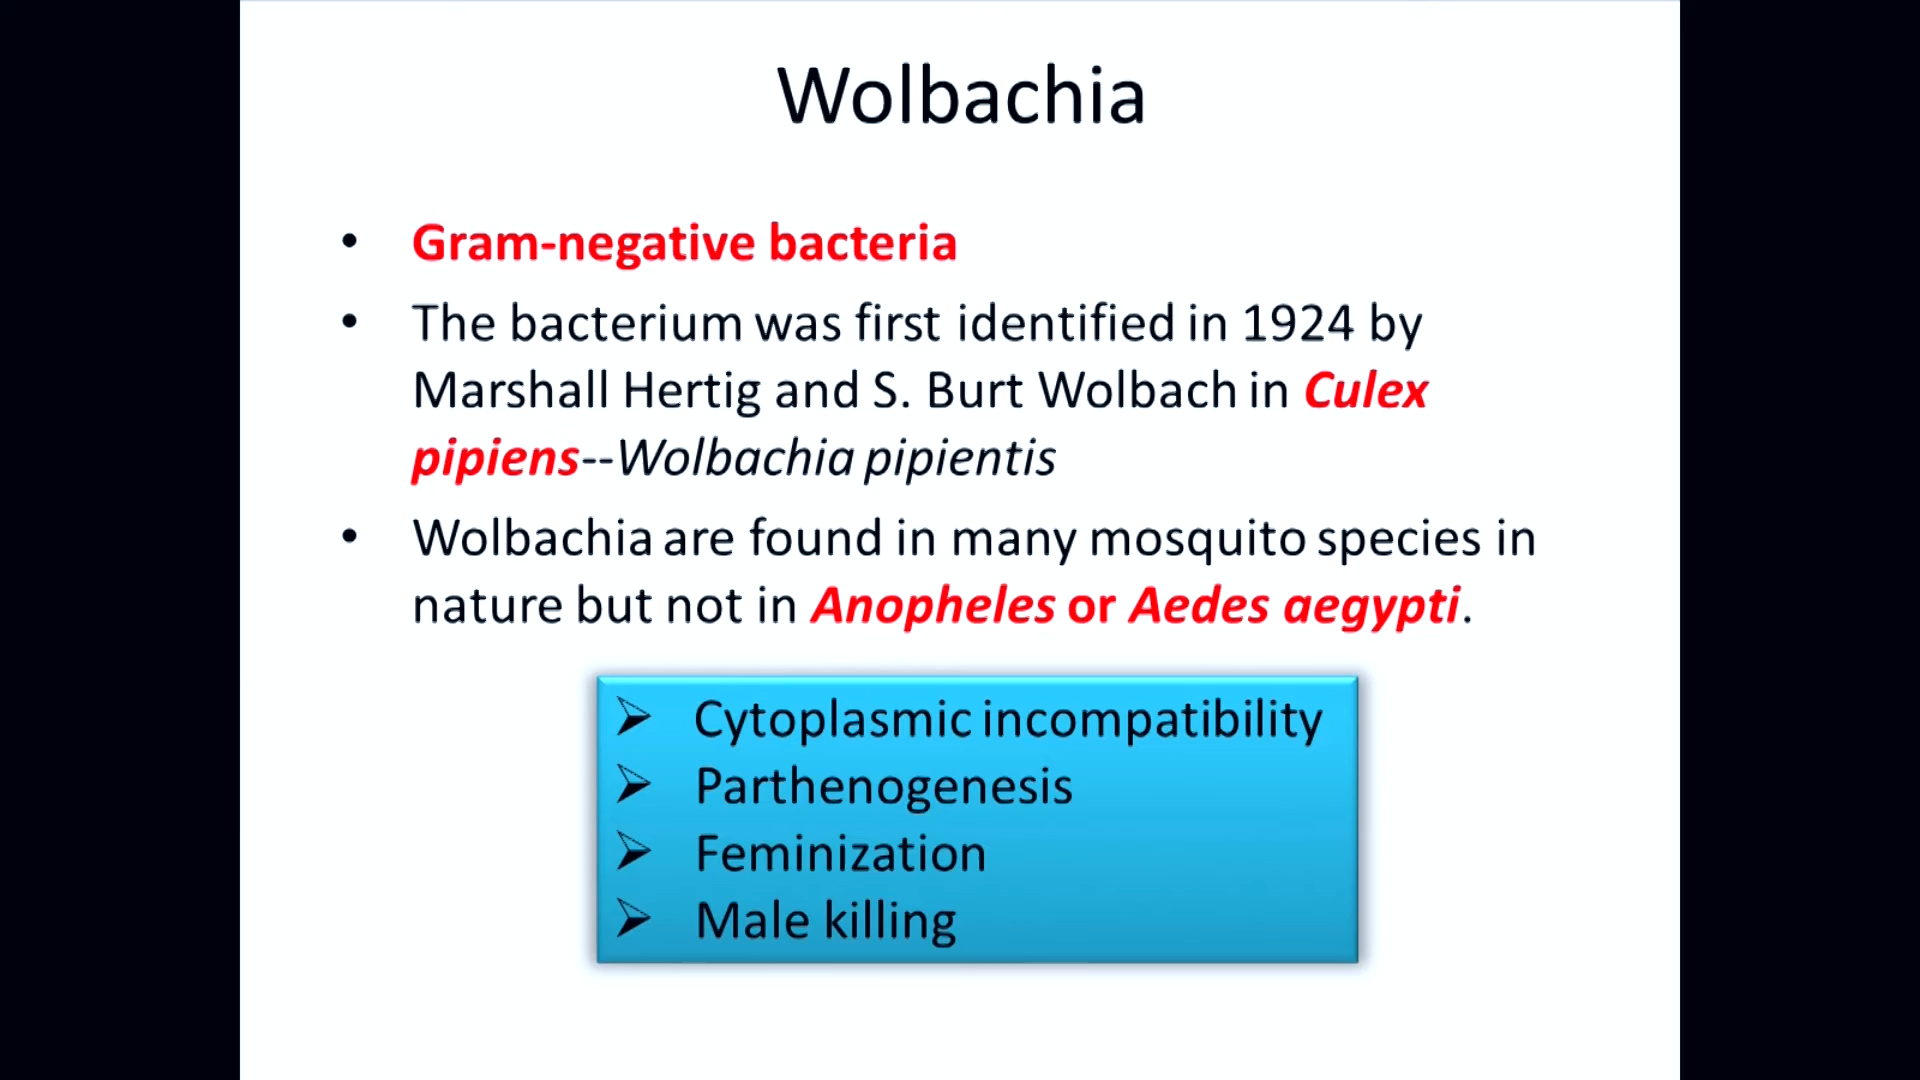 Wolbachia
• Gram-negative bacteria
• The bacterium was first identified in 1924 by
Marshall Hertig and S. Burt Wolbach in Culex
pipiens--Wolbachia pipientis
• Wolbachia are found in many mosquito species in
nature but not in Anopheles or Aedes aegypti.
➢ Cytoplasmic incompatibility
➢ Parthenogenesis
➢ Feminization
➢ Male killing